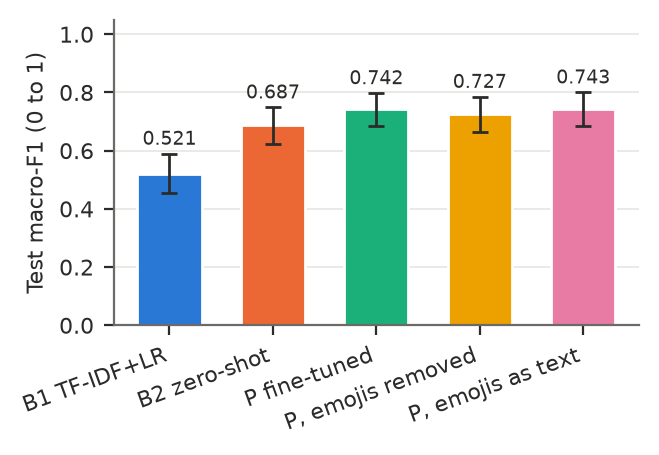 Test macro-F1 (0 to 1)
1.0
0.8
0.6
0.4
0.2
0.0
0.521
0.687
0.742
0.727
0.743
B1 TF-IDF+LR
B2 zero-shot
P fine-tuned
P, emojis removed
P, emojis as text